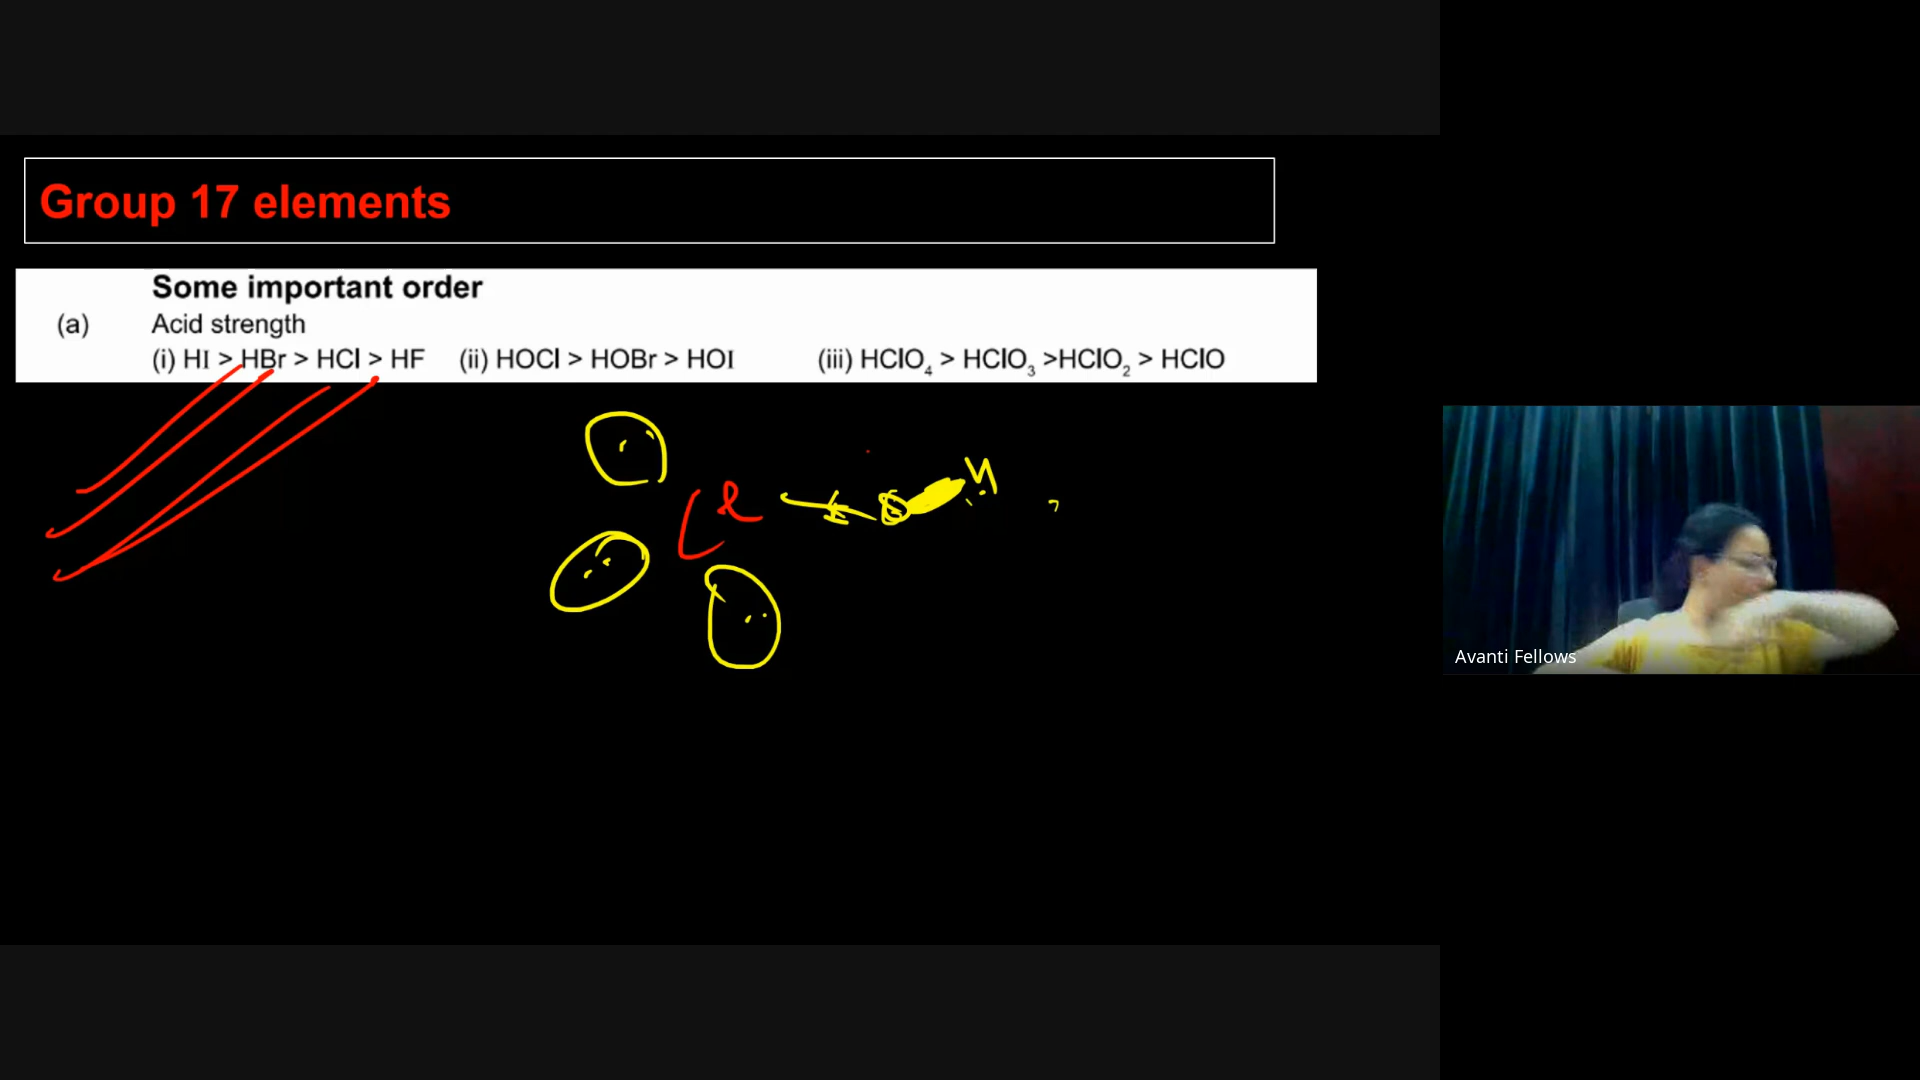 Group 17 elements
Some important order
(a) Acid strength
(i) HI > HBr > HCl > HF (ii) HOCl > HOBr > HOI (iii) HClO₄ > HClO₃ >HClO₂ > HClO
Avanti Fellows